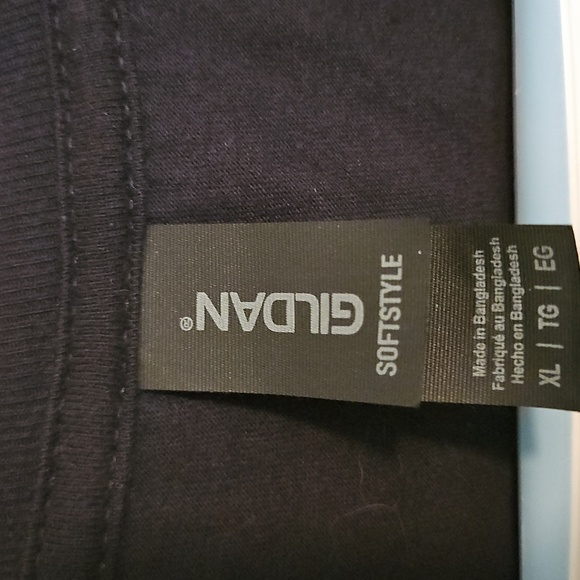 GILDAN®
SOFTSTYLE
Made in Bangladesh
Fabriqué au Bangladesh
Hecho en Bangladesh
XL | TG | EG